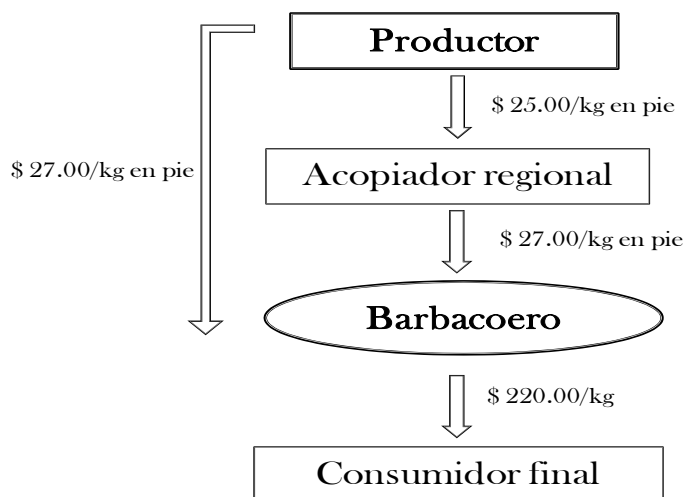 Productor
$ 25.00/kg en pie
$ 27.00/kg en pie
Acopiador regional
$ 27.00/kg en pie
Barbacoero
$ 220.00/kg
Consumidor final